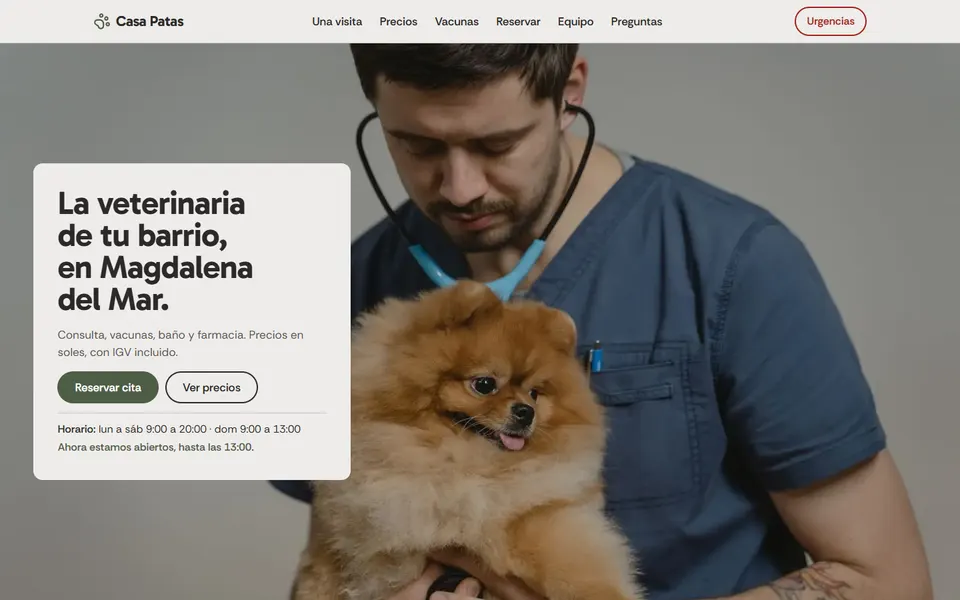 Casa Patas
Una visita
Precios
Vacunas
Reservar
Equipo
Preguntas
Urgencias
La veterinaria
de tu barrio,
en Magdalena
del Mar.
Consulta, vacunas, baño y farmacia. Precios en
soles, con IGV incluido.
Reservar cita
Ver precios
Horario: lun a sáb 9:00 a 20:00 · dom 9:00 a 13:00
Ahora estamos abiertos, hasta las 13:00.